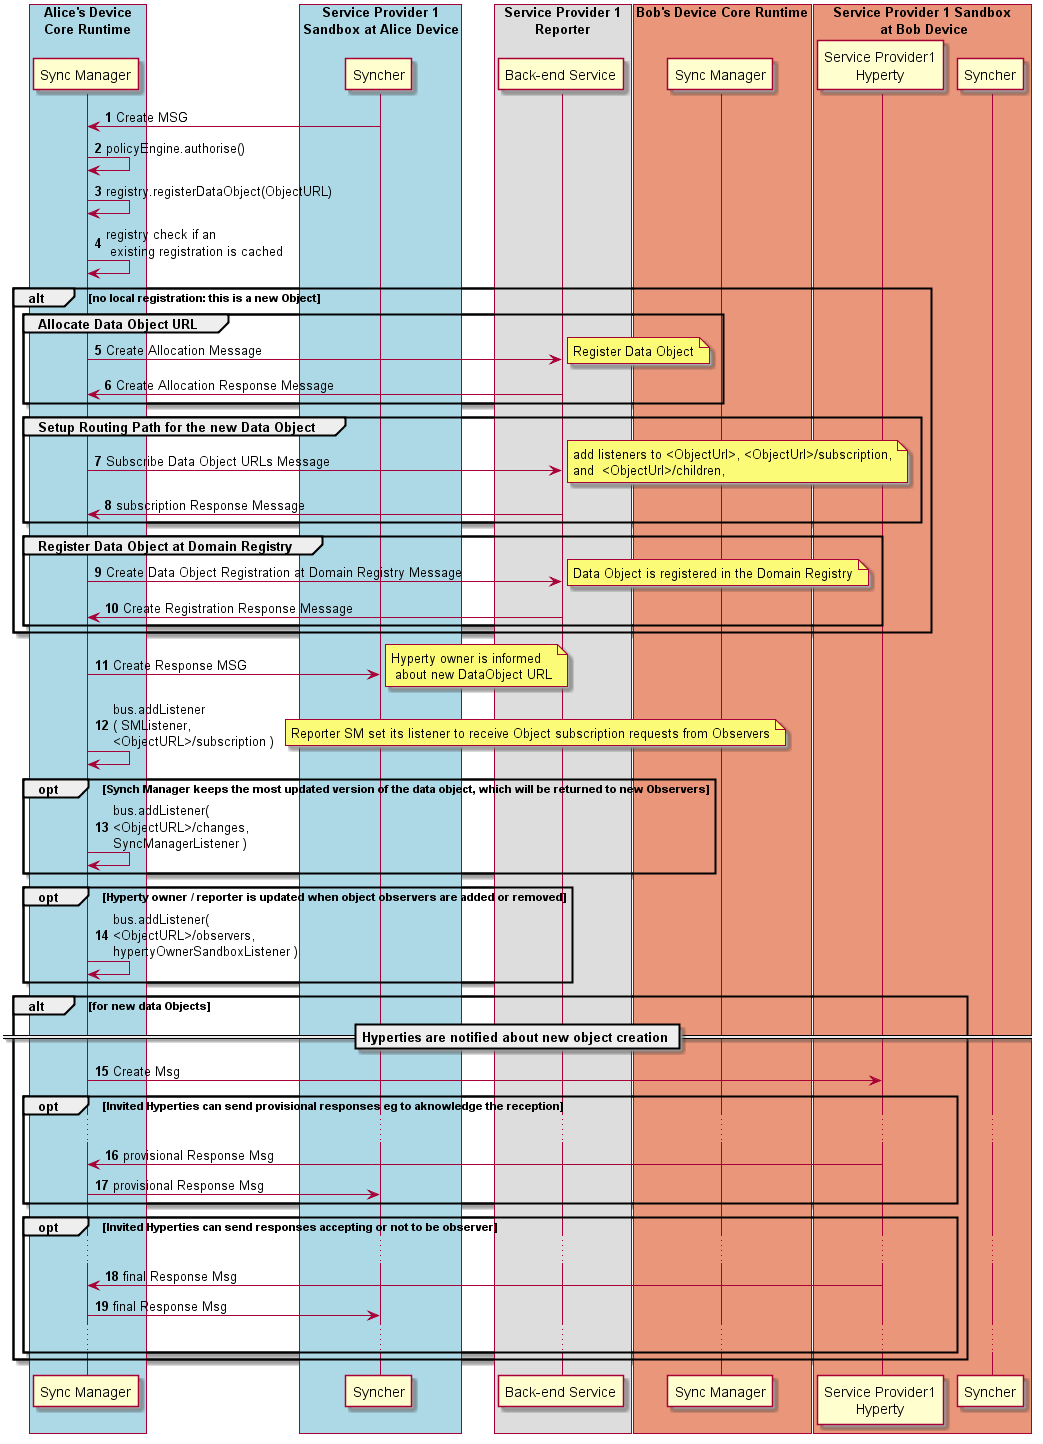 Alice's Device
Core Runtime
Service Provider 1
Sandbox at Alice Device
Service Provider 1
Reporter
Bob's Device Core Runtime
Service Provider 1 Sandbox
at Bob Device
Sync Manager
Syncher
Back-end Service
Sync Manager
Service Provider1
Hyperty
Syncher
1 Create MSG
2 policyEngine.authorise()
3 registry.registerDataObject(ObjectURL)
4 registry check if an
existing registration is cached
alt [no local registration: this is a new Object]
Allocate Data Object URL
5 Create Allocation Message
Register Data Object
6 Create Allocation Response Message
Setup Routing Path for the new Data Object
7 Subscribe Data Object URLs Message
add listeners to <ObjectUrl>, <ObjectUrl>/subscription,
and  <ObjectUrl>/children,
8 subscription Response Message
Register Data Object at Domain Registry
9 Create Data Object Registration at Domain Registry Message
Data Object is registered in the Domain Registry
10 Create Registration Response Message
11 Create Response MSG
Hyperty owner is informed
about new DataObject URL
12 bus.addListener
( SMListener,
<ObjectURL>/subscription )
Reporter SM set its listener to receive Object subscription requests from Observers
opt [Synch Manager keeps the most updated version of the data object, which will be returned to new Observers]
13 bus.addListener(
<ObjectURL>/changes,
SyncManagerListener )
opt [Hyperty owner / reporter is updated when object observers are added or removed]
14 bus.addListener(
<ObjectURL>/observers,
hypertyOwnerSandboxListener )
alt [for new data Objects]
Hyperties are notified about new object creation
15 Create Msg
opt [Invited Hyperties can send provisional responses eg to aknowledge the reception]
16 provisional Response Msg
17 provisional Response Msg
opt [Invited Hyperties can send responses accepting or not to be observer]
18 final Response Msg
19 final Response Msg
Sync Manager
Syncher
Back-end Service
Sync Manager
Service Provider1
Hyperty
Syncher